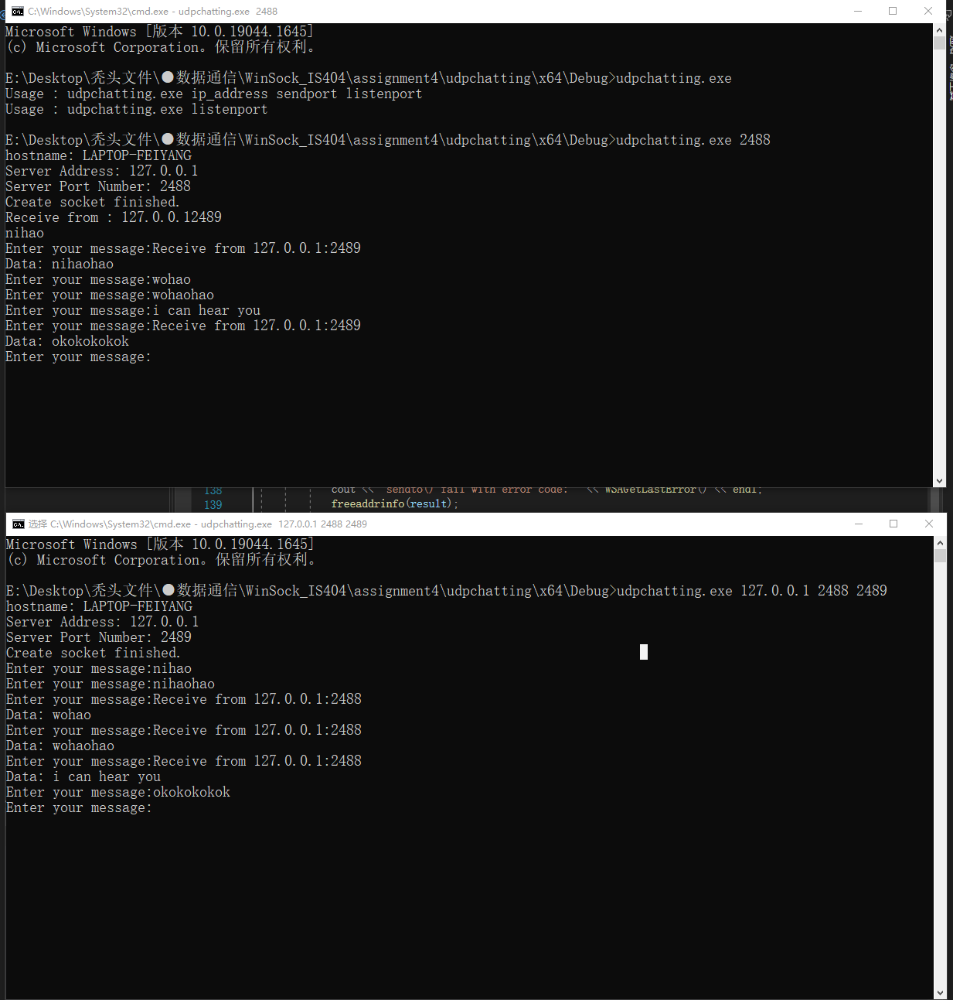 C:\Windows\System32\cmd.exe - udpchatting.exe  2488
Microsoft Windows [版本 10.0.19044.1645]
(c) Microsoft Corporation。保留所有权利。
E:\Desktop\秃头文件\●数据通信\WinSock_IS404\assignment4\udpchatting\x64\Debug>udpchatting.exe
Usage : udpchatting.exe ip_address sendport listenport
Usage : udpchatting.exe listenport
E:\Desktop\秃头文件\●数据通信\WinSock_IS404\assignment4\udpchatting\x64\Debug>udpchatting.exe 2488
hostname: LAPTOP-FEIYANG
Server Address: 127.0.0.1
Server Port Number: 2488
Create socket finished.
Receive from : 127.0.0.12489
nihao
Enter your message:Receive from 127.0.0.1:2489
Data: nihaohao
Enter your message:wohao
Enter your message:wohaohao
Enter your message:i can hear you
Enter your message:Receive from 127.0.0.1:2489
Data: okokokokok
Enter your message:
138 cout << "sendto() fail with error code: " << WSAGetLastError() << endl;
139 freeaddrinfo(result);
选择 C:\Windows\System32\cmd.exe - udpchatting.exe  127.0.0.1 2488 2489
Microsoft Windows [版本 10.0.19044.1645]
(c) Microsoft Corporation。保留所有权利。
E:\Desktop\秃头文件\●数据通信\WinSock_IS404\assignment4\udpchatting\x64\Debug>udpchatting.exe 127.0.0.1 2488 2489
hostname: LAPTOP-FEIYANG
Server Address: 127.0.0.1
Server Port Number: 2489
Create socket finished.
Enter your message:nihao
Enter your message:nihaohao
Enter your message:Receive from 127.0.0.1:2488
Data: wohao
Enter your message:Receive from 127.0.0.1:2488
Data: wohaohao
Enter your message:Receive from 127.0.0.1:2488
Data: i can hear you
Enter your message:okokokokok
Enter your message: